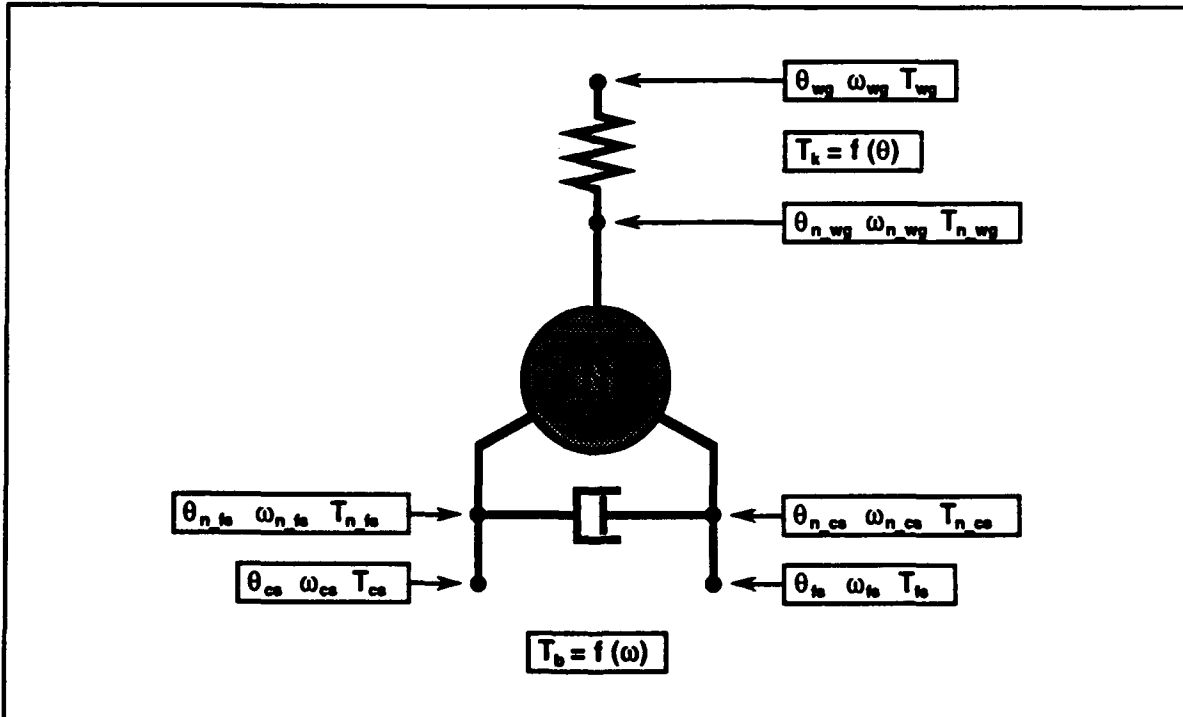 θ_wg ω_wg T_wg
T_k = f (θ)
θ_n_wg ω_n_wg T_n_wg
θ_n_fs ω_n_fs T_n_fs
θ_n_cs ω_n_cs T_n_cs
θ_cs ω_cs T_cs
θ_fs ω_fs T_fs
T_b = f (ω)